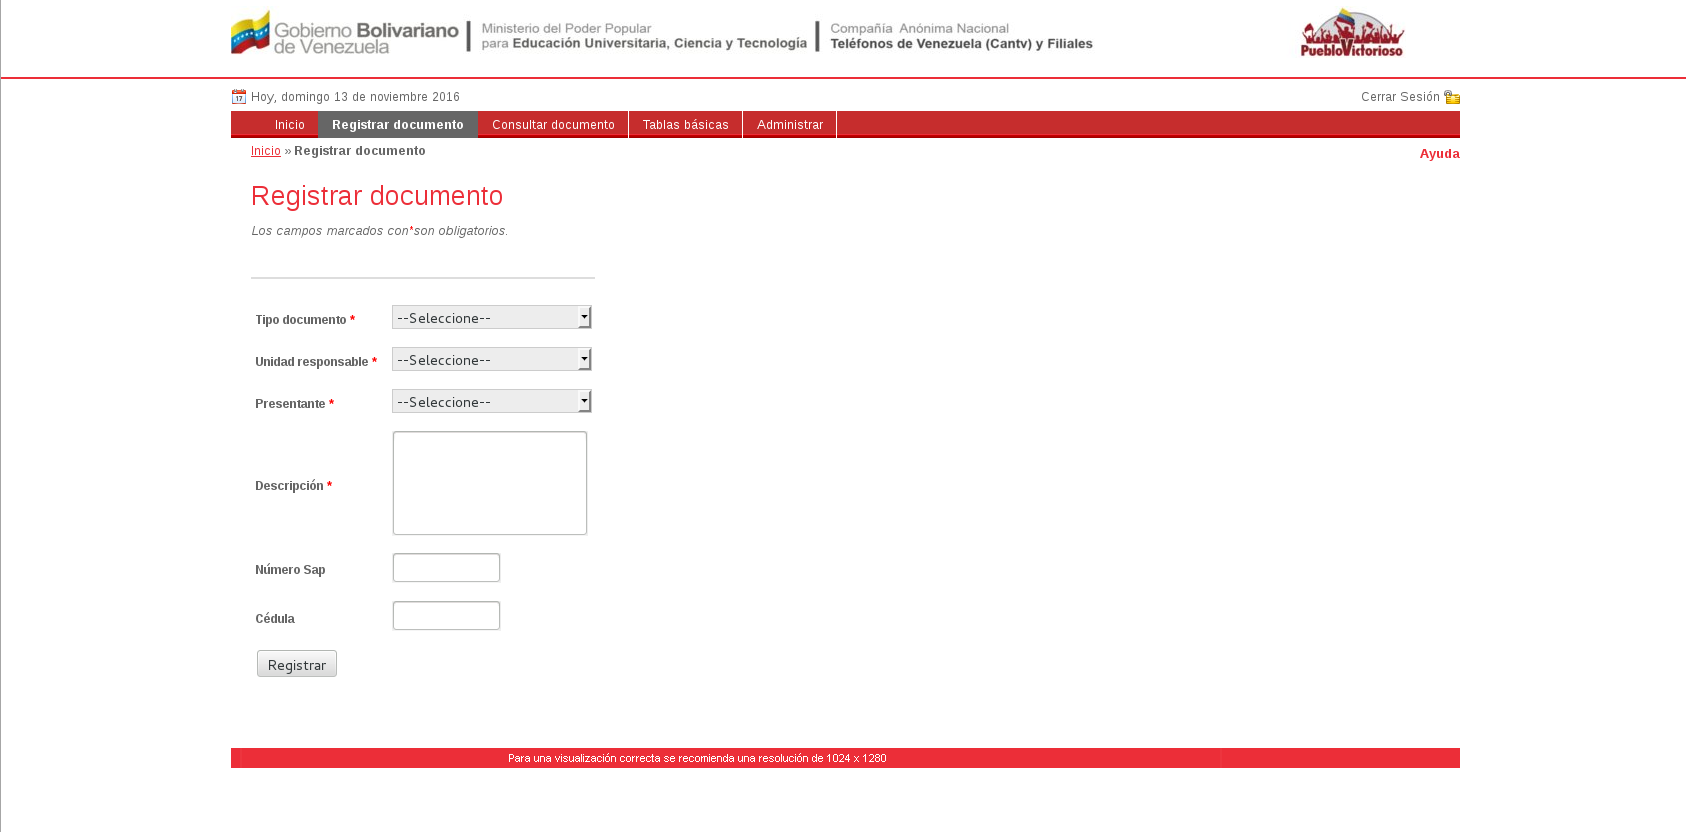 Gobierno Bolivariano de Venezuela
Ministerio del Poder Popular para Educación Universitaria, Ciencia y Tecnología
Compañía Anónima Nacional Teléfonos de Venezuela (Cantv) y Filiales
PuebloVictorioso
17 Hoy, domingo 13 de noviembre 2016
Cerrar Sesión
Inicio Registrar documento Consultar documento Tablas básicas Administrar
Inicio » Registrar documento
Ayuda
Registrar documento
Los campos marcados con*son obligatorios.
Tipo documento * --Seleccione--
Unidad responsable * --Seleccione--
Presentante * --Seleccione--
Descripción *
Número Sap
Cédula
Registrar
Para una visualización correcta se recomienda una resolución de 1024 x 1280